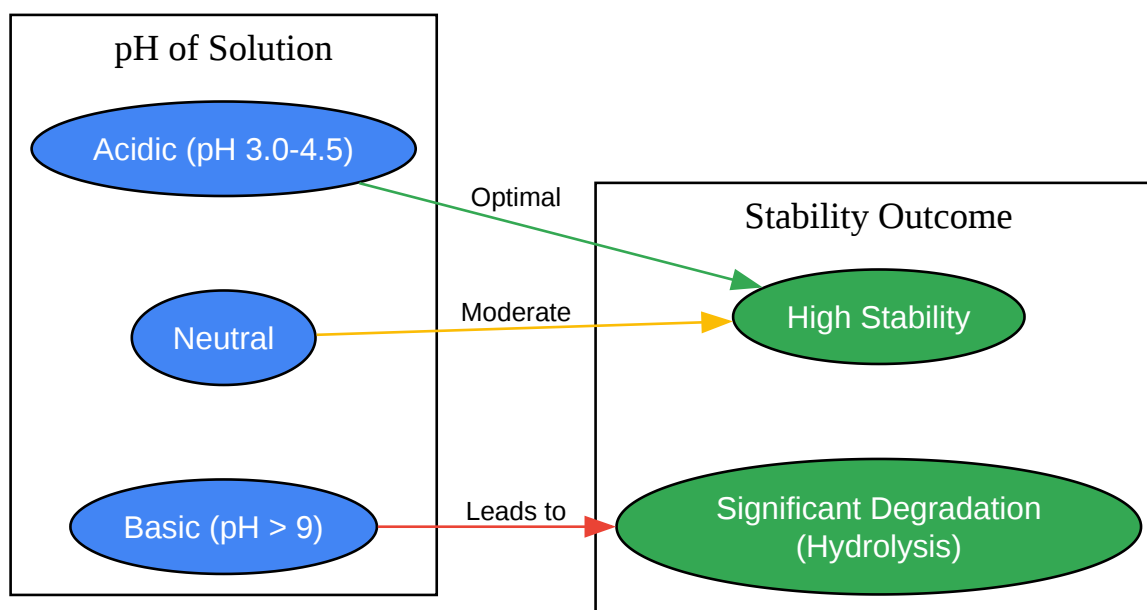 pH of Solution
Acidic (pH 3.0-4.5)
Optimal
Stability Outcome
High Stability
Neutral
Moderate
Basic (pH > 9)
Leads to
Significant Degradation
(Hydrolysis)